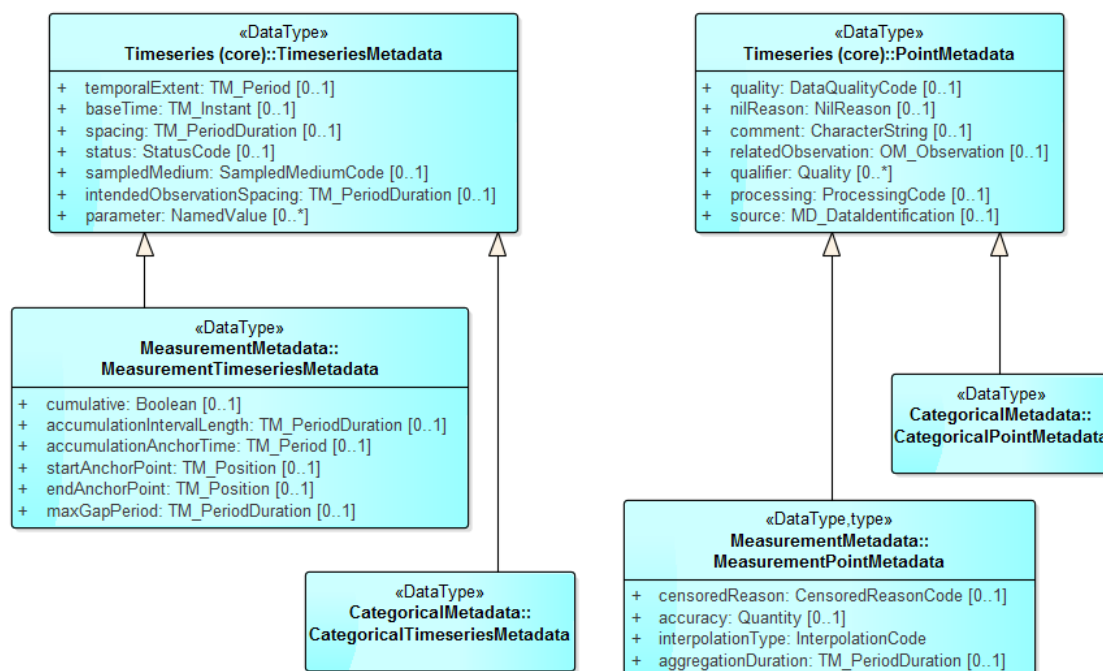 «DataType»
Timeseries (core)::TimeseriesMetadata
+ temporalExtent: TM_Period [0..1]
+ baseTime: TM_Instant [0..1]
+ spacing: TM_PeriodDuration [0..1]
+ status: StatusCode [0..1]
+ sampledMedium: SampledMediumCode [0..1]
+ intendedObservationSpacing: TM_PeriodDuration [0..1]
+ parameter: NamedValue [0..*]
«DataType»
Timeseries (core)::PointMetadata
+ quality: DataQualityCode [0..1]
+ nilReason: NilReason [0..1]
+ comment: CharacterString [0..1]
+ relatedObservation: OM_Observation [0..1]
+ qualifier: Quality [0..*]
+ processing: ProcessingCode [0..1]
+ source: MD_DataIdentification [0..1]
«DataType»
MeasurementMetadata::
MeasurementTimeseriesMetadata
+ cumulative: Boolean [0..1]
+ accumulationIntervalLength: TM_PeriodDuration [0..1]
+ accumulationAnchorTime: TM_Period [0..1]
+ startAnchorPoint: TM_Position [0..1]
+ endAnchorPoint: TM_Position [0..1]
+ maxGapPeriod: TM_PeriodDuration [0..1]
«DataType»
CategoricalMetadata::
CategoricalPointMetadata
«DataType,type»
MeasurementMetadata::
MeasurementPointMetadata
+ censoredReason: CensoredReasonCode [0..1]
+ accuracy: Quantity [0..1]
+ interpolationType: InterpolationCode
+ aggregationDuration: TM_PeriodDuration [0..1]
«DataType»
CategoricalMetadata::
CategoricalTimeseriesMetadata